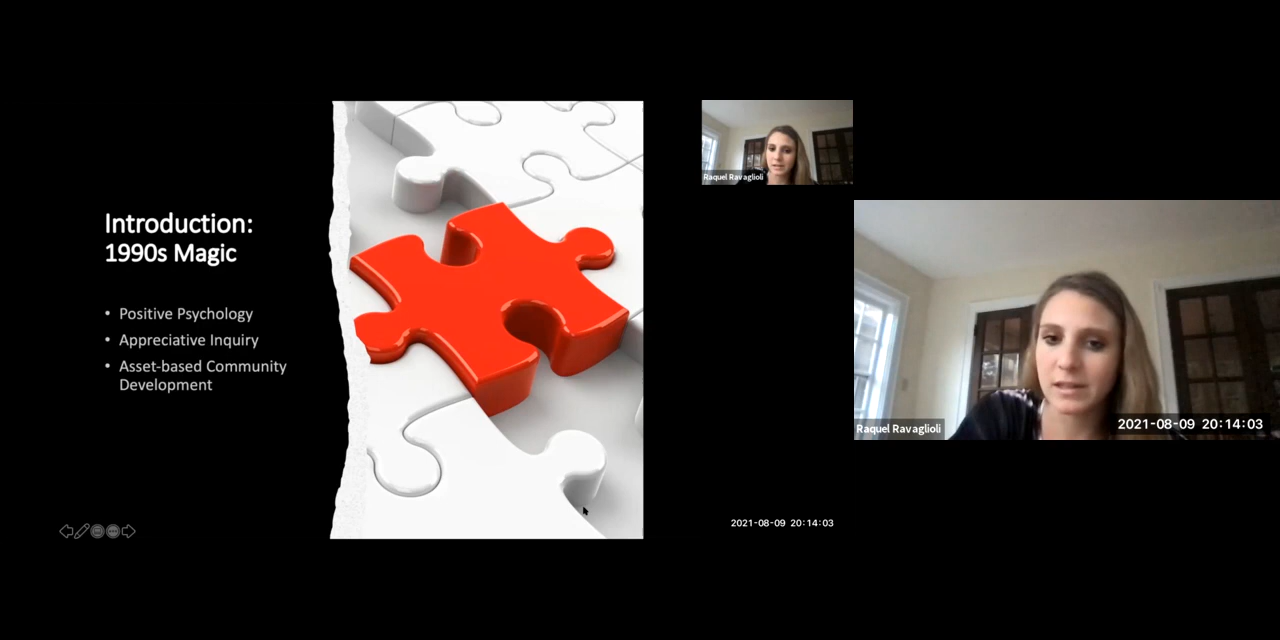 Introduction:
1990s Magic
• Positive Psychology
• Appreciative Inquiry
• Asset-based Community
Development
Raquel Ravaglioli
2021-08-09 20:14:03
Raquel Ravaglioli
2021-08-09 20:14:03